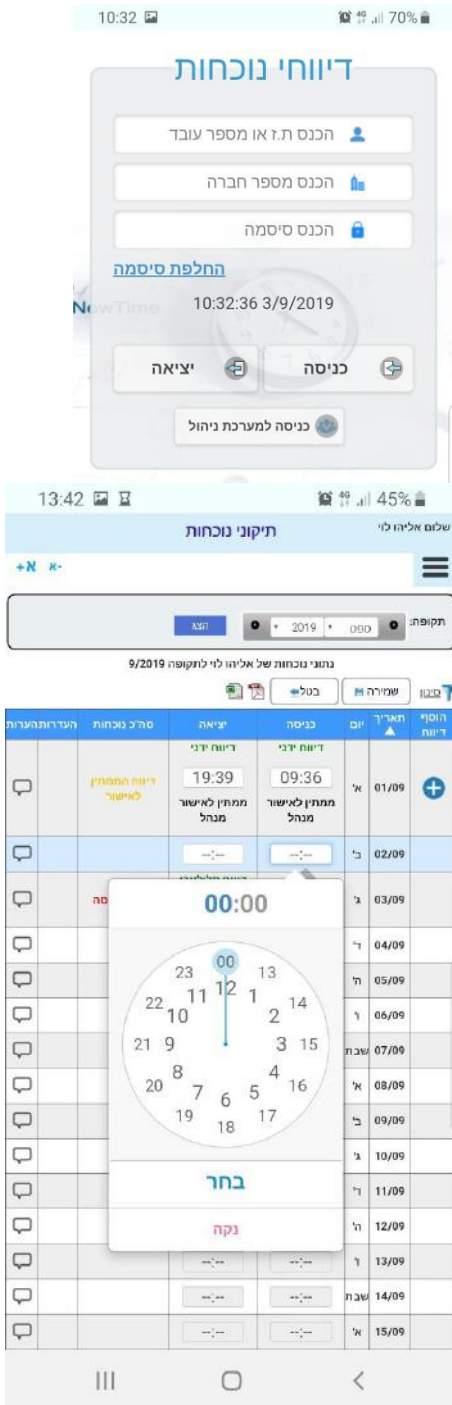 10:32 4G 70%
דיווחי נוכחות
הכנס ת.ז או מספר עובד
הכנס מספר חברה
הכנס סיסמה
החלפת סיסמה
NewTime
10:32:36 3/9/2019
כניסה יציאה
כניסה למערכת ניהול
13:42 4G 45%
שלום אליהו לוי
תיקוני נוכחות
א- א+
תקופה: ספט 2019 הצג
נתוני נוכחות של אליהו לוי לתקופה 9/2019
סינון שמירה בטל
הוסף דיווח תאריך יום כניסה יציאה סה"כ נוכחות העדרות הערות
דיווח ידני דיווח ידני
01/09 א' 09:36 19:39 דיווח הממתין לאישור
ממתין לאישור מנהל ממתין לאישור מנהל
02/09 ב' --:-- --:--
03/09 ג'
00:00
04/09 ד'
05/09 ה'
06/09 ו'
07/09 שבת
08/09 א'
09/09 ב'
10/09 ג'
11/09 ד'
12/09 ה'
00 13 14 15 16 17 18 19 20 21 22 23
12 1 2 3 4 5 6 7 8 9 10 11
בחר
נקה
13/09 ו' --:-- --:--
14/09 שבת --:-- --:--
15/09 א' --:-- --:--